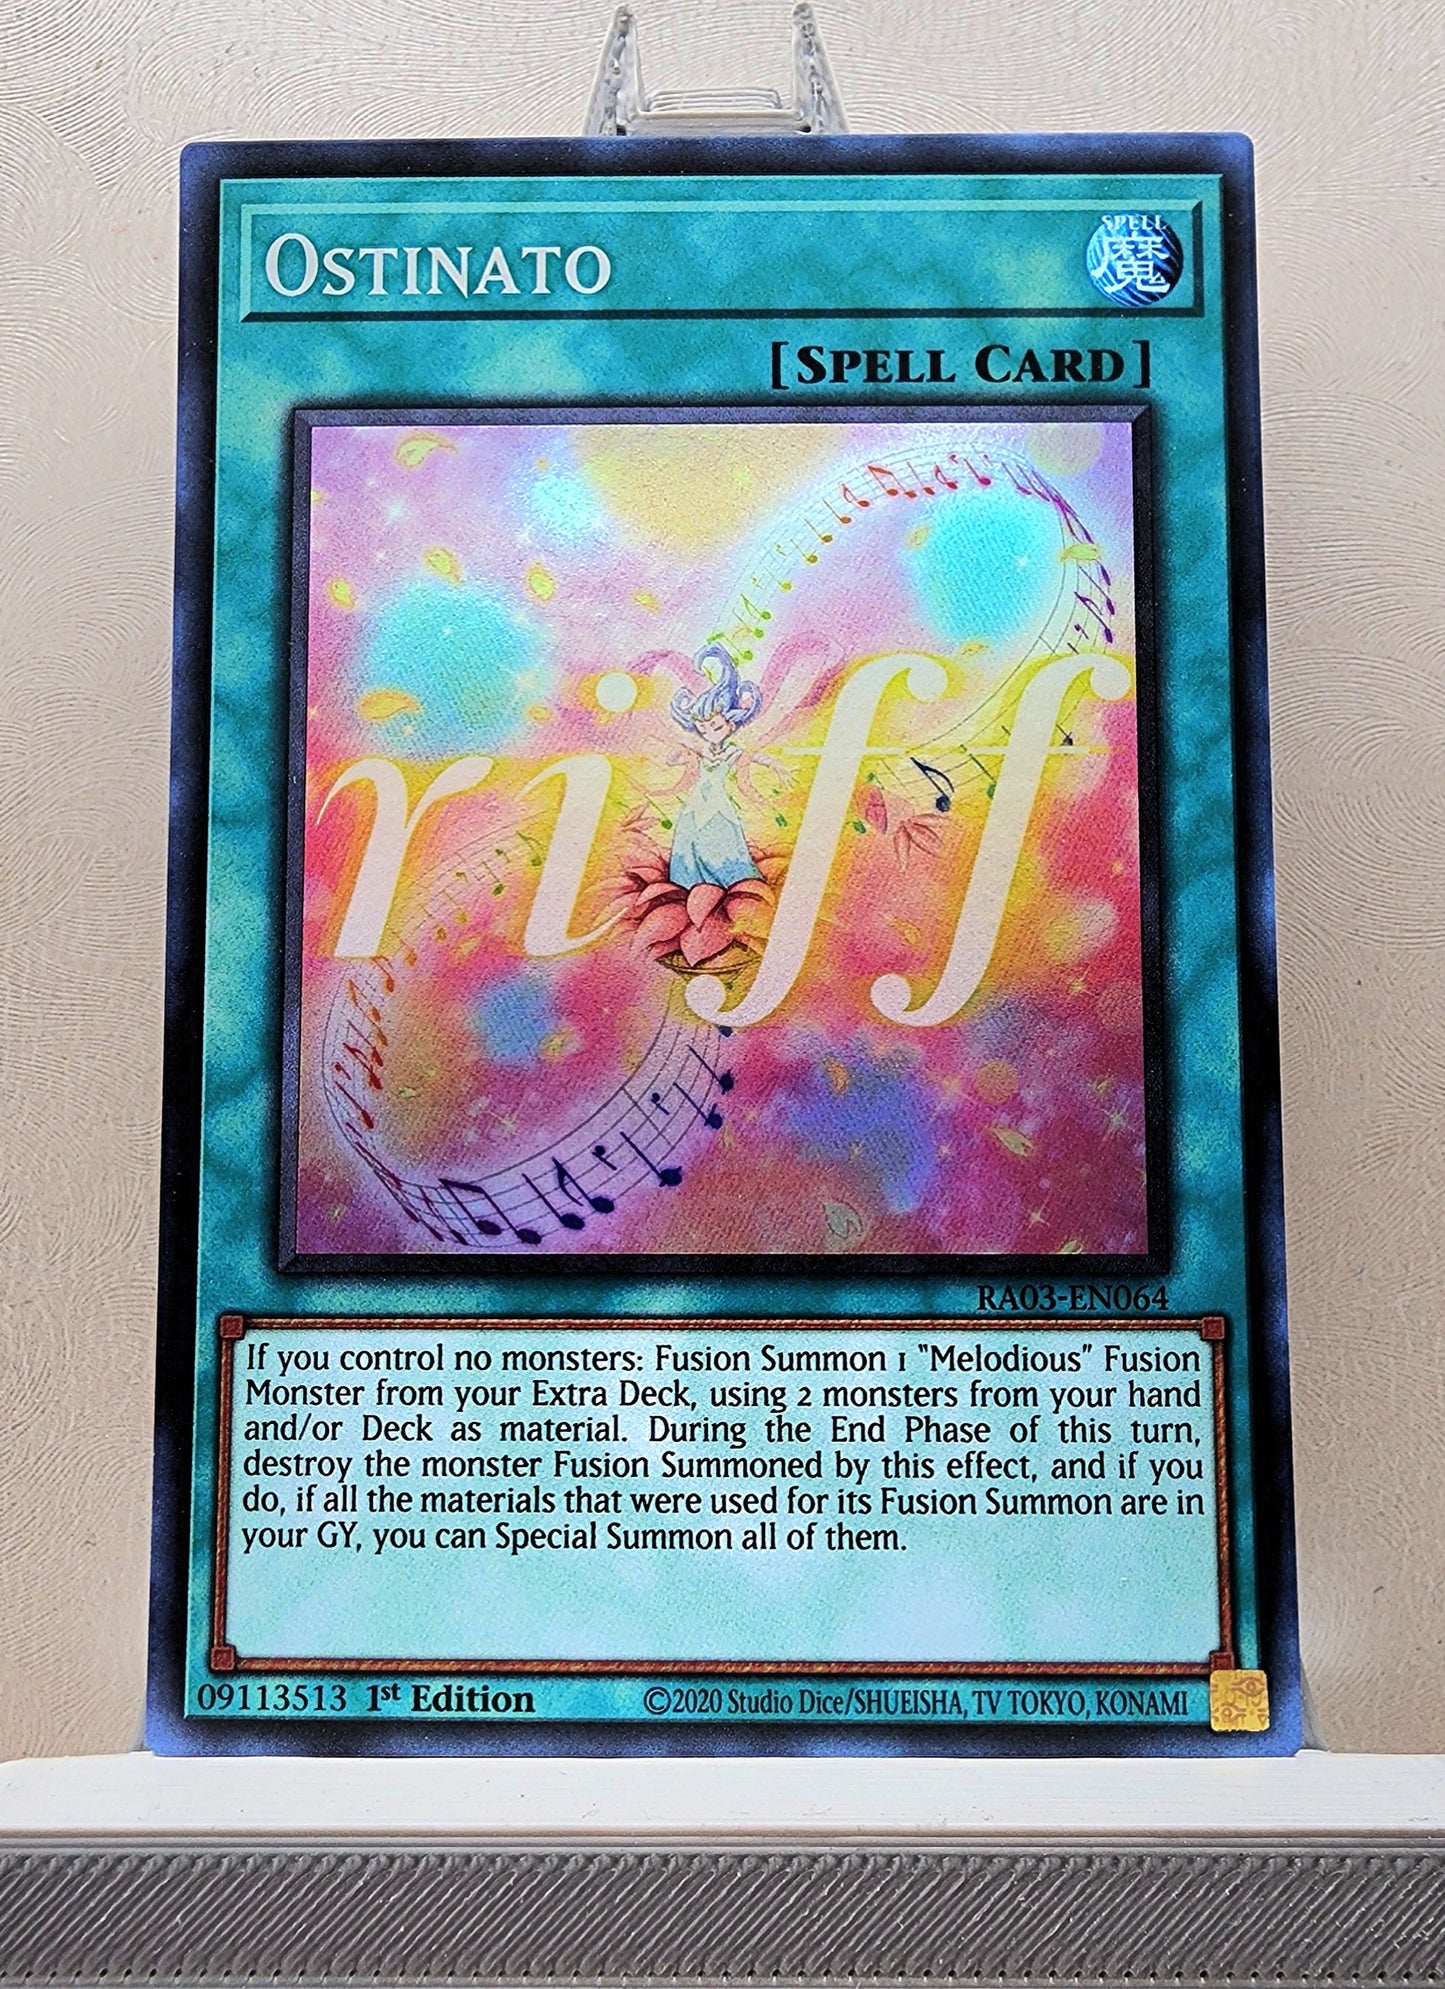 Ostinato
SPELL
魔
[Spell Card]
riff
RA03-EN064
If you control no monsters: Fusion Summon 1 "Melodious" Fusion
Monster from your Extra Deck, using 2 monsters from your hand
and/or Deck as material. During the End Phase of this turn,
destroy the monster Fusion Summoned by this effect, and if you
do, if all the materials that were used for its Fusion Summon are in
your GY, you can Special Summon all of them.
09113513 1st Edition ©2020 Studio Dice/SHUEISHA, TV TOKYO, KONAMI